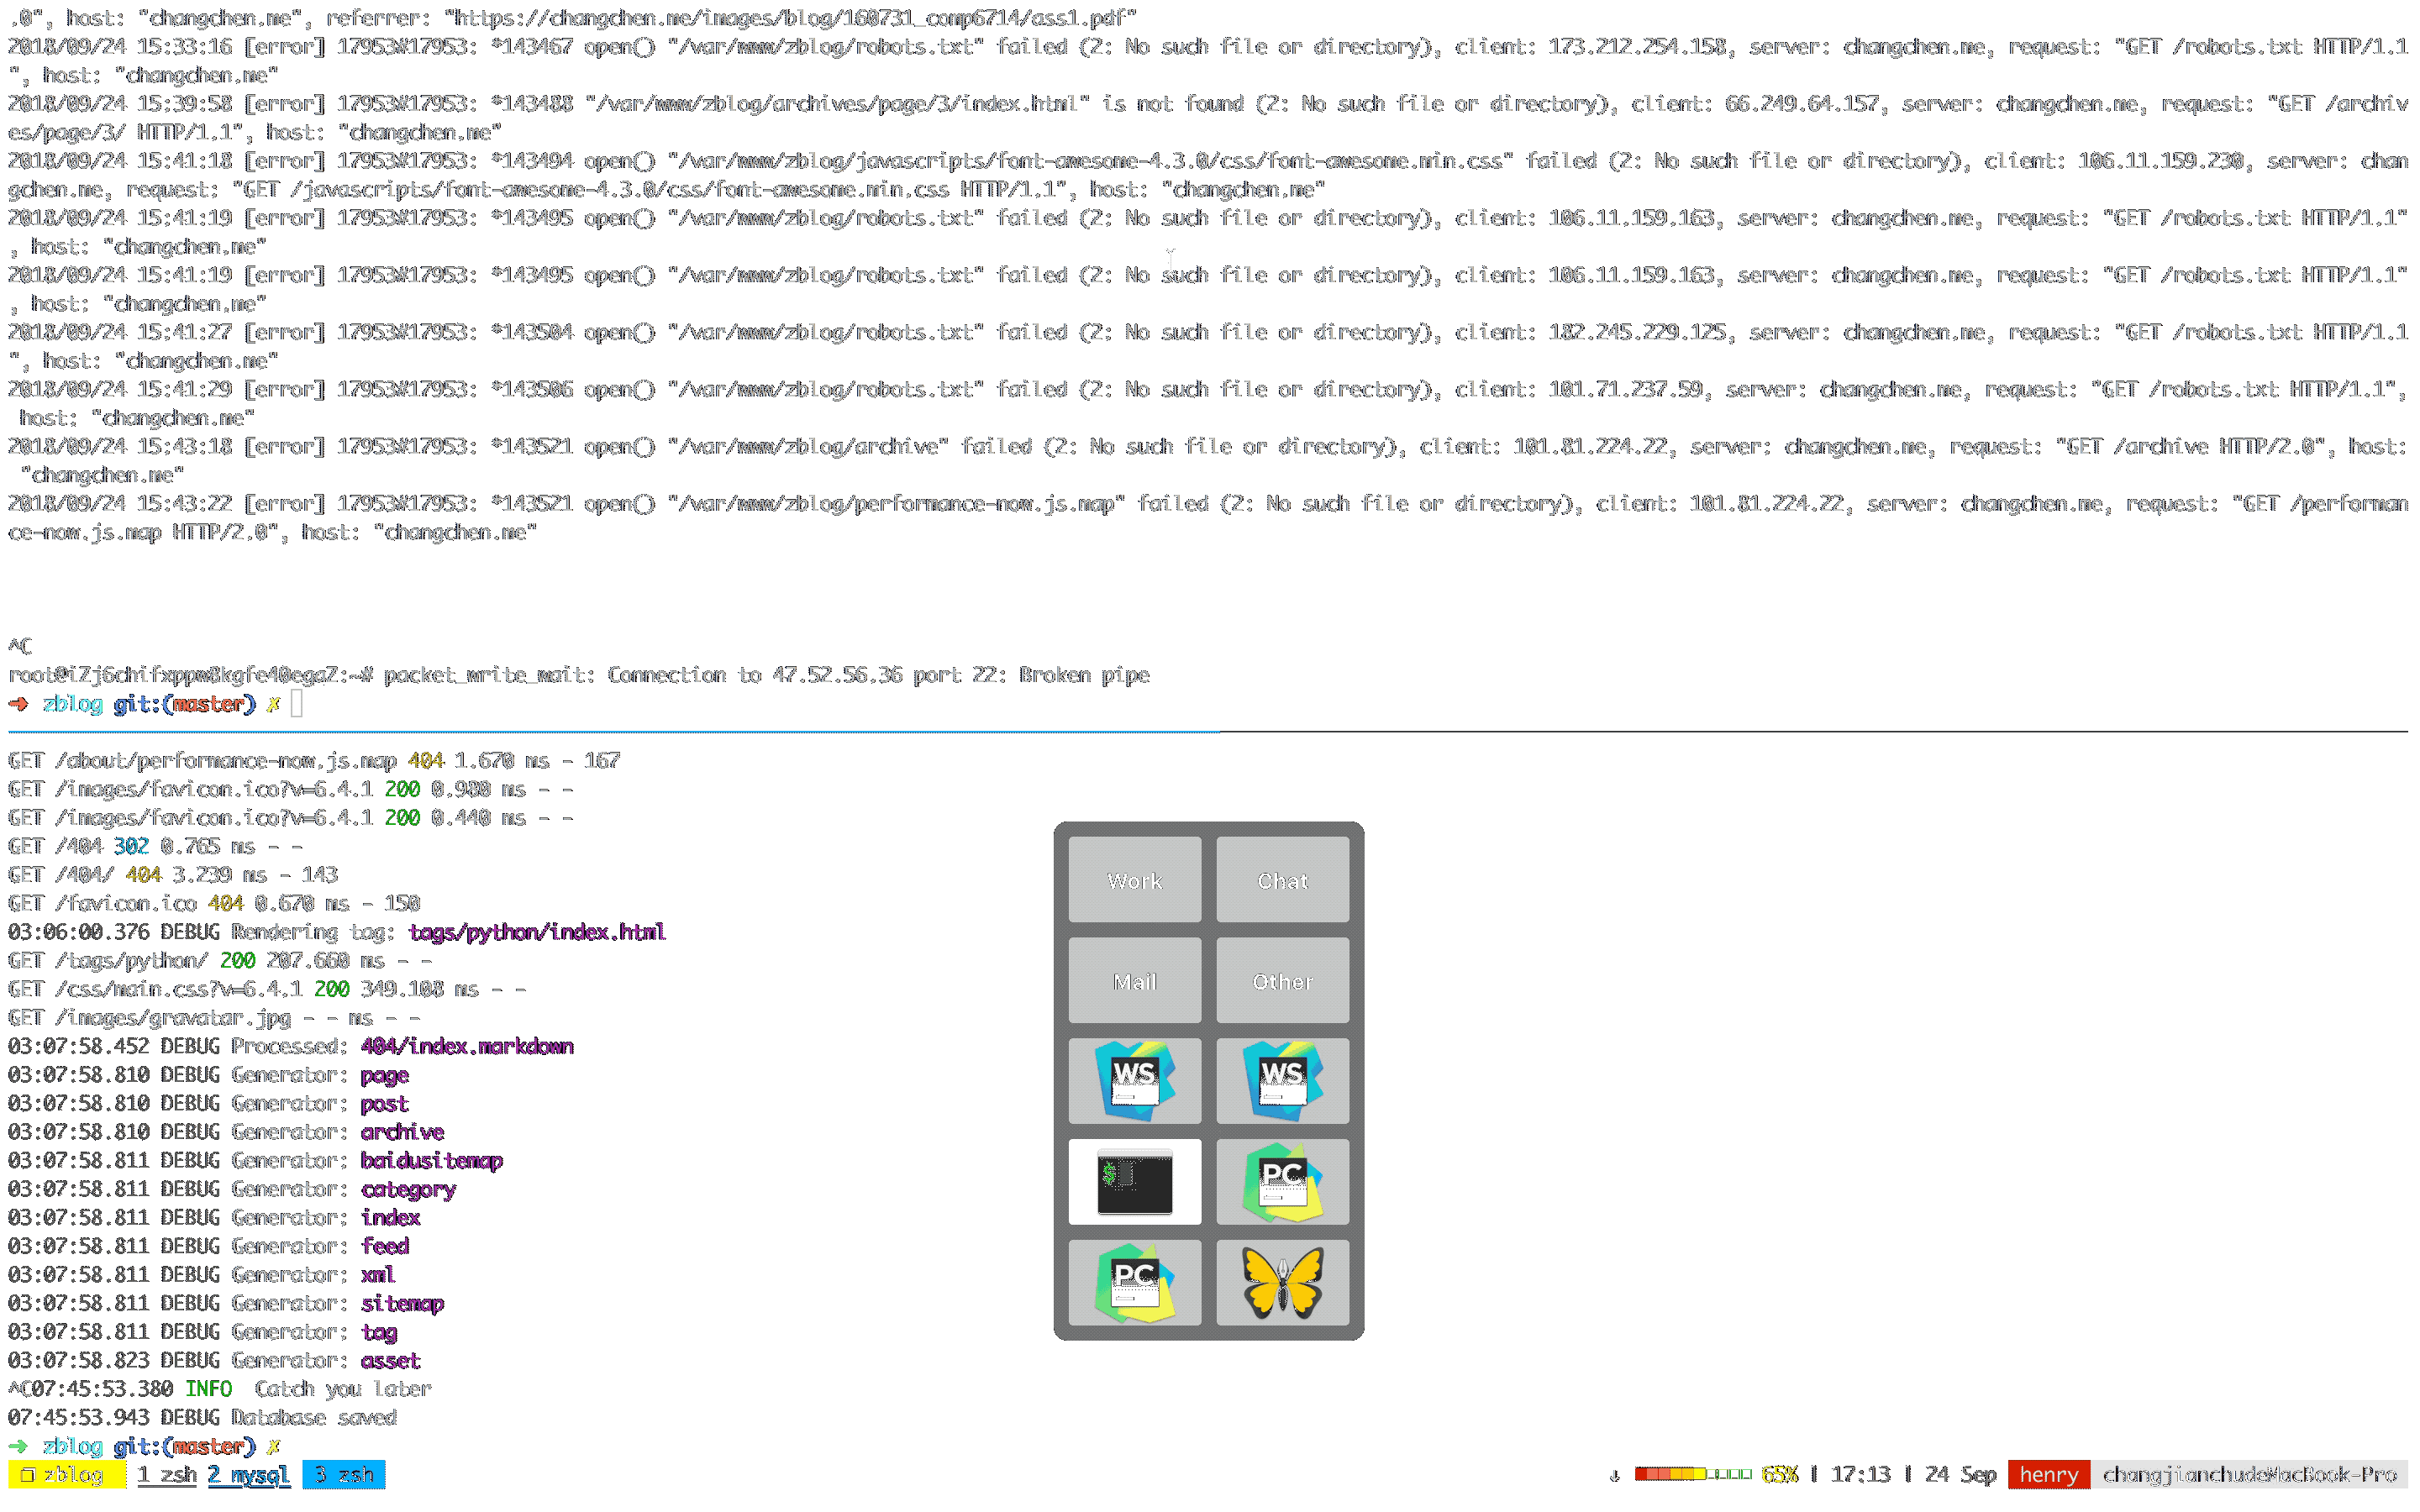 .0", host: "changchen.me", referrer: "https://changchen.me/images/blog/160731_comp6714/ass1.pdf"
2018/09/24 15:33:16 [error] 17953#17953: *143467 open() "/var/www/zblog/robots.txt" failed (2: No such file or directory), client: 173.212.254.158, server: changchen.me, request: "GET /robots.txt HTTP/1.1
", host: "changchen.me"
2018/09/24 15:39:58 [error] 17953#17953: *143488 "/var/www/zblog/archives/page/3/index.html" is not found (2: No such file or directory), client: 66.249.64.157, server: changchen.me, request: "GET /archiv
es/page/3/ HTTP/1.1", host: "changchen.me"
2018/09/24 15:41:18 [error] 17953#17953: *143494 open() "/var/www/zblog/javascripts/font-awesome-4.3.0/css/font-awesome.min.css" failed (2: No such file or directory), client: 106.11.159.230, server: chan
gchen.me, request: "GET /javascripts/font-awesome-4.3.0/css/font-awesome.min.css HTTP/1.1", host: "changchen.me"
2018/09/24 15:41:19 [error] 17953#17953: *143495 open() "/var/www/zblog/robots.txt" failed (2: No such file or directory), client: 106.11.159.163, server: changchen.me, request: "GET /robots.txt HTTP/1.1"
, host: "changchen.me"
2018/09/24 15:41:19 [error] 17953#17953: *143495 open() "/var/www/zblog/robots.txt" failed (2: No such file or directory), client: 106.11.159.163, server: changchen.me, request: "GET /robots.txt HTTP/1.1"
, host: "changchen.me"
2018/09/24 15:41:27 [error] 17953#17953: *143504 open() "/var/www/zblog/robots.txt" failed (2: No such file or directory), client: 182.245.229.125, server: changchen.me, request: "GET /robots.txt HTTP/1.1
", host: "changchen.me"
2018/09/24 15:41:29 [error] 17953#17953: *143506 open() "/var/www/zblog/robots.txt" failed (2: No such file or directory), client: 101.71.237.59, server: changchen.me, request: "GET /robots.txt HTTP/1.1",
host: "changchen.me"
2018/09/24 15:43:18 [error] 17953#17953: *143521 open() "/var/www/zblog/archive" failed (2: No such file or directory), client: 101.81.224.22, server: changchen.me, request: "GET /archive HTTP/2.0", host:
"changchen.me"
2018/09/24 15:43:22 [error] 17953#17953: *143521 open() "/var/www/zblog/performance-now.js.map" failed (2: No such file or directory), client: 101.81.224.22, server: changchen.me, request: "GET /performan
ce-now.js.map HTTP/2.0", host: "changchen.me"
^C
root@iZj6chifxppw8kgfe40egaZ:~# packet_write_wait: Connection to 47.52.56.36 port 22: Broken pipe
➜ zblog git:(master) ✗
GET /about/performance-now.js.map 404 1.670 ms - 167
GET /images/favicon.ico?v=6.4.1 200 0.980 ms - -
GET /images/favicon.ico?v=6.4.1 200 0.440 ms - -
GET /404 302 0.765 ms - -
GET /404/ 404 3.239 ms - 143
GET /favicon.ico 404 0.670 ms - 150
03:06:00.376 DEBUG Rendering tag: tags/python/index.html
GET /tags/python/ 200 207.660 ms - -
GET /css/main.css?v=6.4.1 200 349.108 ms - -
GET /images/gravatar.jpg - - ms - -
03:07:58.452 DEBUG Processed: 404/index.markdown
03:07:58.810 DEBUG Generator: page
03:07:58.810 DEBUG Generator: post
03:07:58.810 DEBUG Generator: archive
03:07:58.811 DEBUG Generator: baidusitemap
03:07:58.811 DEBUG Generator: category
03:07:58.811 DEBUG Generator: index
03:07:58.811 DEBUG Generator: feed
03:07:58.811 DEBUG Generator: xml
03:07:58.811 DEBUG Generator: sitemap
03:07:58.811 DEBUG Generator: tag
03:07:58.823 DEBUG Generator: asset
^C07:45:53.380 INFO  Catch you later
07:45:53.943 DEBUG Database saved
➜ zblog git:(master) ✗
Work Chat
Mail Other
WS WS
$ PC
PC
❐ zblog 1 zsh 2 mysql 3 zsh ↓ 65% | 17:13 | 24 Sep henry changjianchudeMacBook-Pro